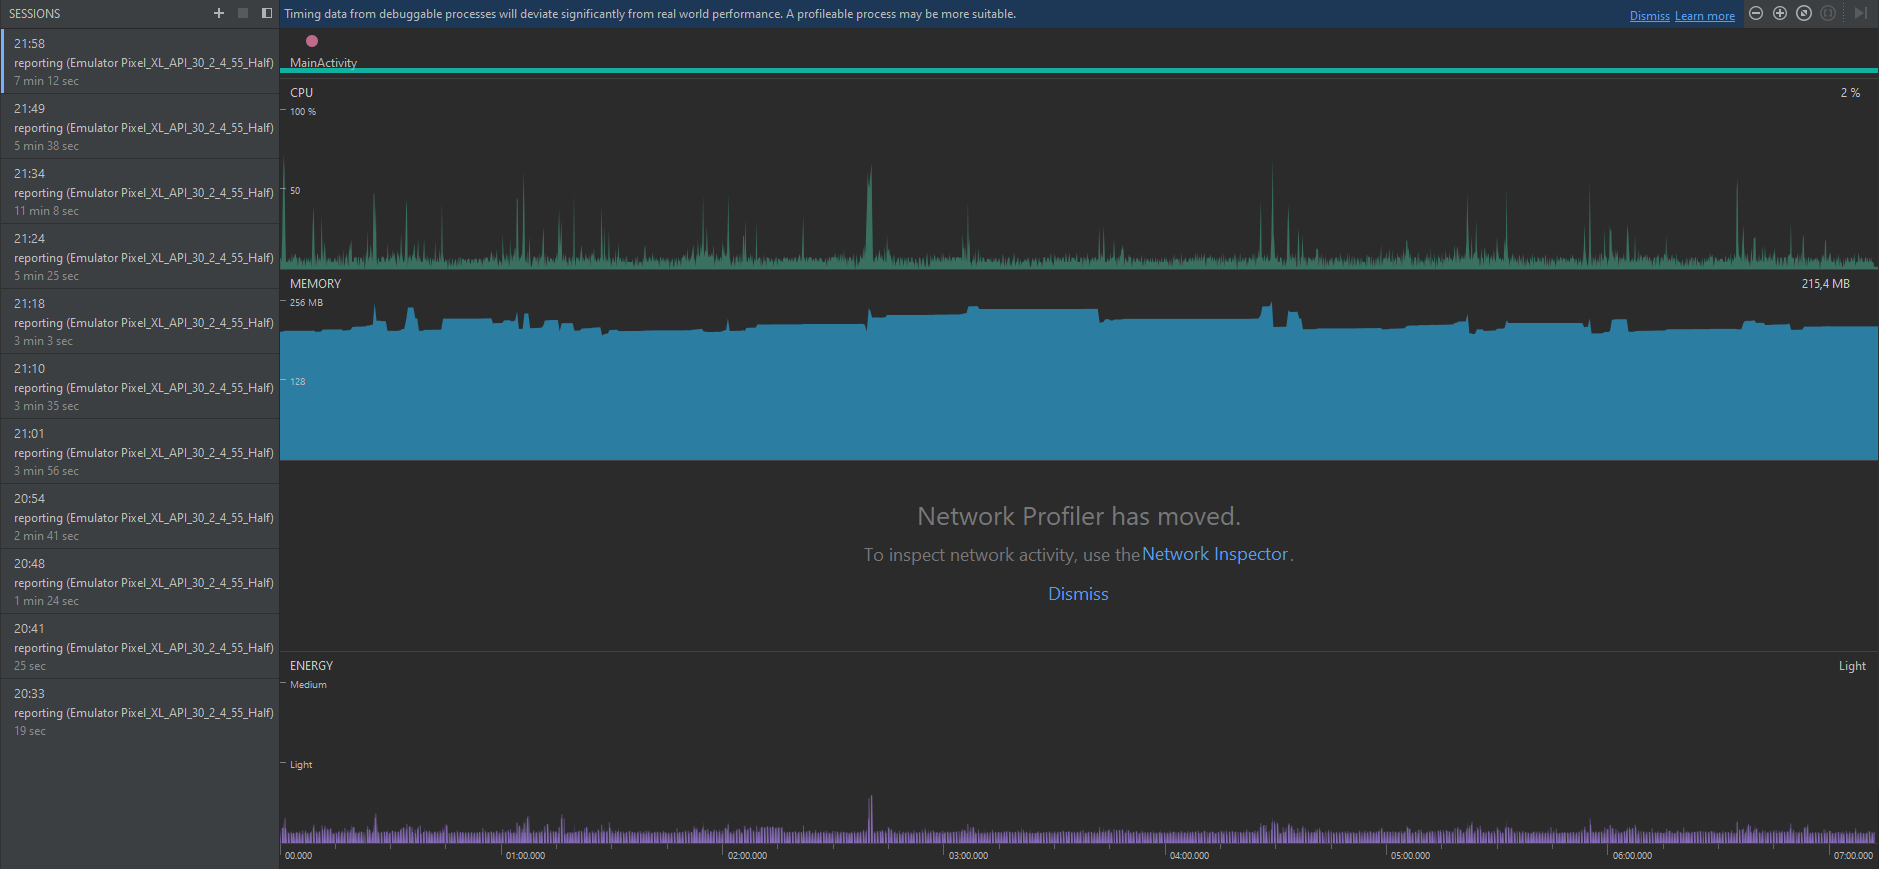 SESSIONS
21:58
reporting (Emulator Pixel_XL_API_30_2_4_55_Half)
7 min 12 sec
21:49
reporting (Emulator Pixel_XL_API_30_2_4_55_Half)
5 min 38 sec
21:34
reporting (Emulator Pixel_XL_API_30_2_4_55_Half)
11 min 8 sec
21:24
reporting (Emulator Pixel_XL_API_30_2_4_55_Half)
5 min 25 sec
21:18
reporting (Emulator Pixel_XL_API_30_2_4_55_Half)
3 min 3 sec
21:10
reporting (Emulator Pixel_XL_API_30_2_4_55_Half)
3 min 35 sec
21:01
reporting (Emulator Pixel_XL_API_30_2_4_55_Half)
3 min 56 sec
20:54
reporting (Emulator Pixel_XL_API_30_2_4_55_Half)
2 min 41 sec
20:48
reporting (Emulator Pixel_XL_API_30_2_4_55_Half)
1 min 24 sec
20:41
reporting (Emulator Pixel_XL_API_30_2_4_55_Half)
25 sec
20:33
reporting (Emulator Pixel_XL_API_30_2_4_55_Half)
19 sec
Timing data from debuggable processes will deviate significantly from real world performance. A profileable process may be more suitable. Dismiss Learn more
MainActivity
CPU 2 %
100 %
50
MEMORY 215,4 MB
256 MB
128
Network Profiler has moved.
To inspect network activity, use the Network Inspector.
Dismiss
ENERGY Light
Medium
Light
00.000 01:00.000 02:00.000 03:00.000 04:00.000 05:00.000 06:00.000 07:00.000